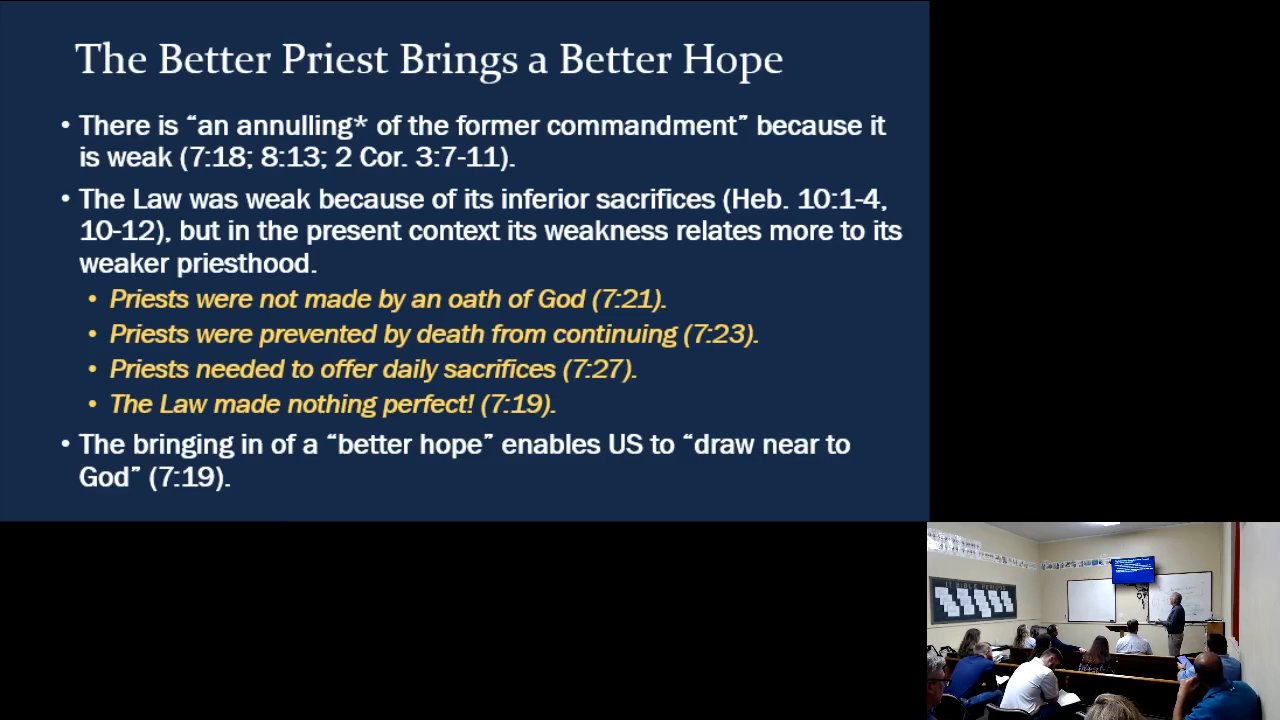 The Better Priest Brings a Better Hope
• There is “an annulling* of the former commandment” because it
is weak (7:18; 8:13; 2 Cor. 3:7-11).
• The Law was weak because of its inferior sacrifices (Heb. 10:1-4,
10-12), but in the present context its weakness relates more to its
weaker priesthood.
• Priests were not made by an oath of God (7:21).
• Priests were prevented by death from continuing (7:23).
• Priests needed to offer daily sacrifices (7:27).
• The Law made nothing perfect! (7:19).
• The bringing in of a “better hope” enables US to “draw near to
God” (7:19).
17 BIBLE PERIODS